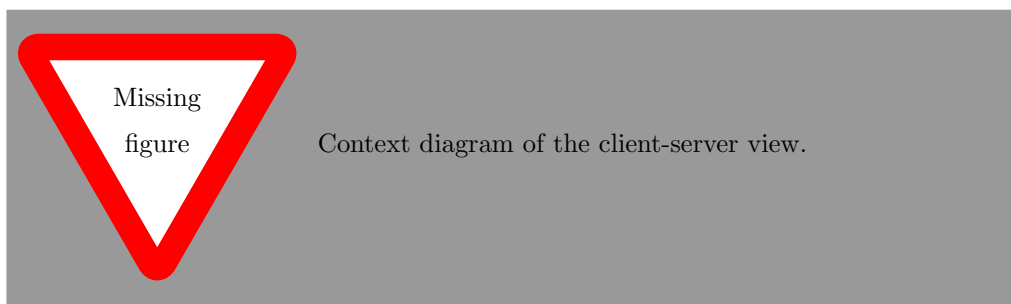 Missing
figure
Context diagram of the client-server view.